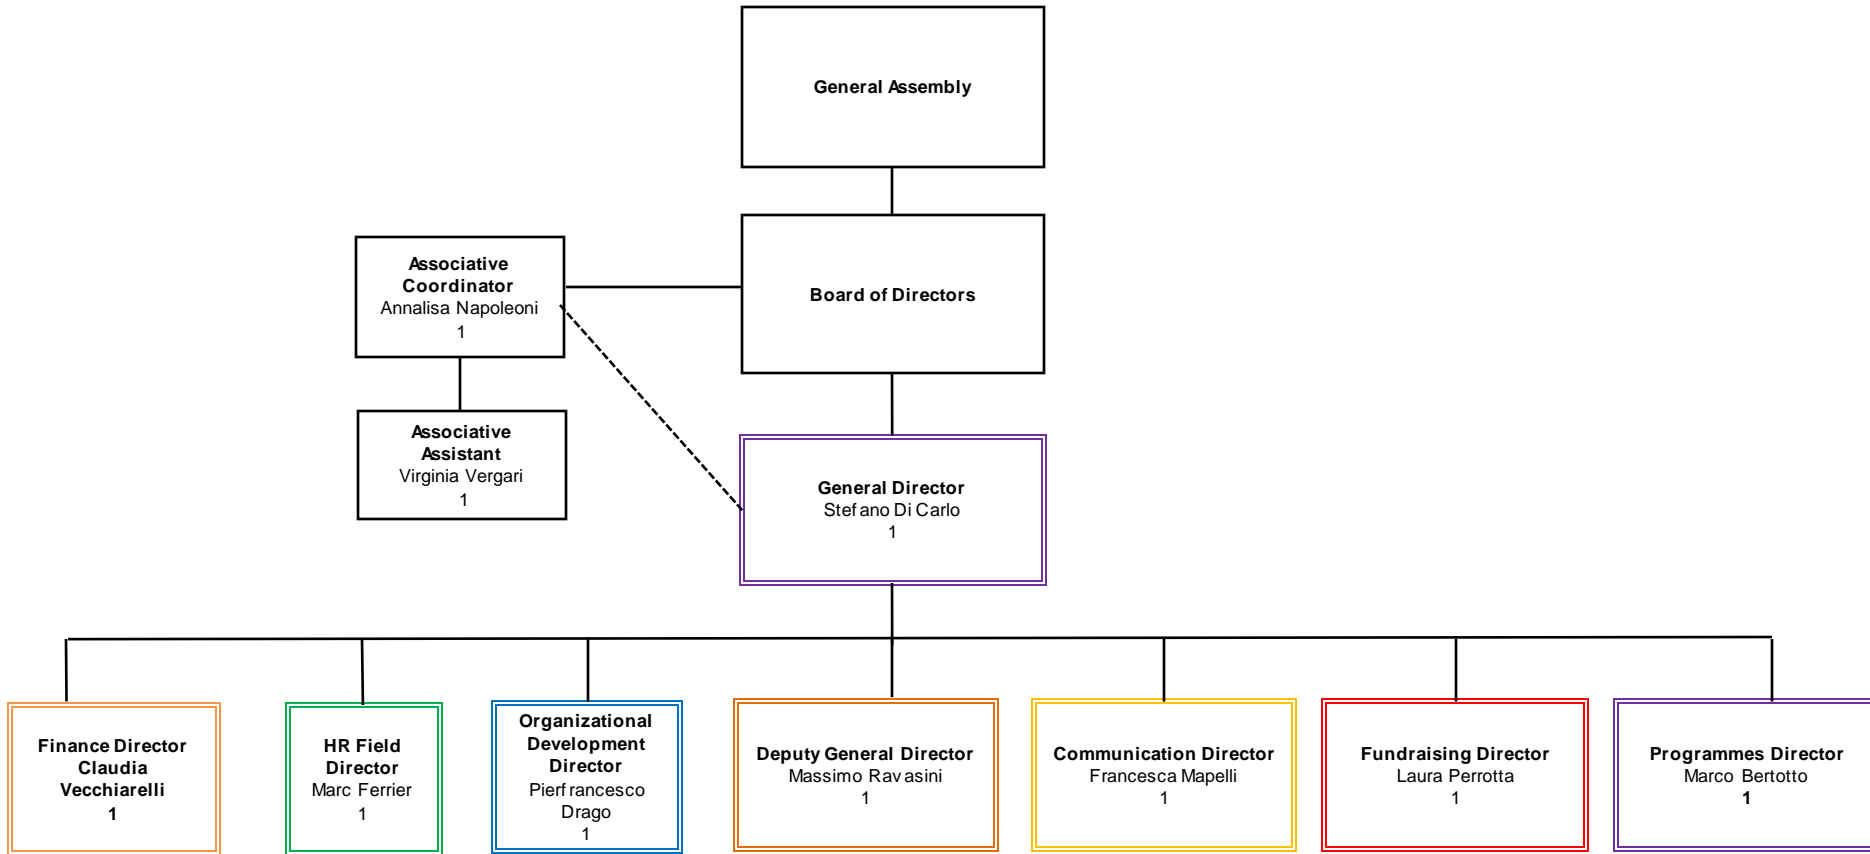 General Assembly
Associative
Coordinator
Annalisa Napoleoni
1
Board of Directors
Associative
Assistant
Virginia Vergari
1
General Director
Stefano Di Carlo
1
Finance Director
Claudia
Vecchiarelli
1
HR Field
Director
Marc Ferrier
1
Organizational
Development
Director
Pierfrancesco
Drago
1
Deputy General Director
Massimo Ravasini
1
Communication Director
Francesca Mapelli
1
Fundraising Director
Laura Perrotta
1
Programmes Director
Marco Bertotto
1